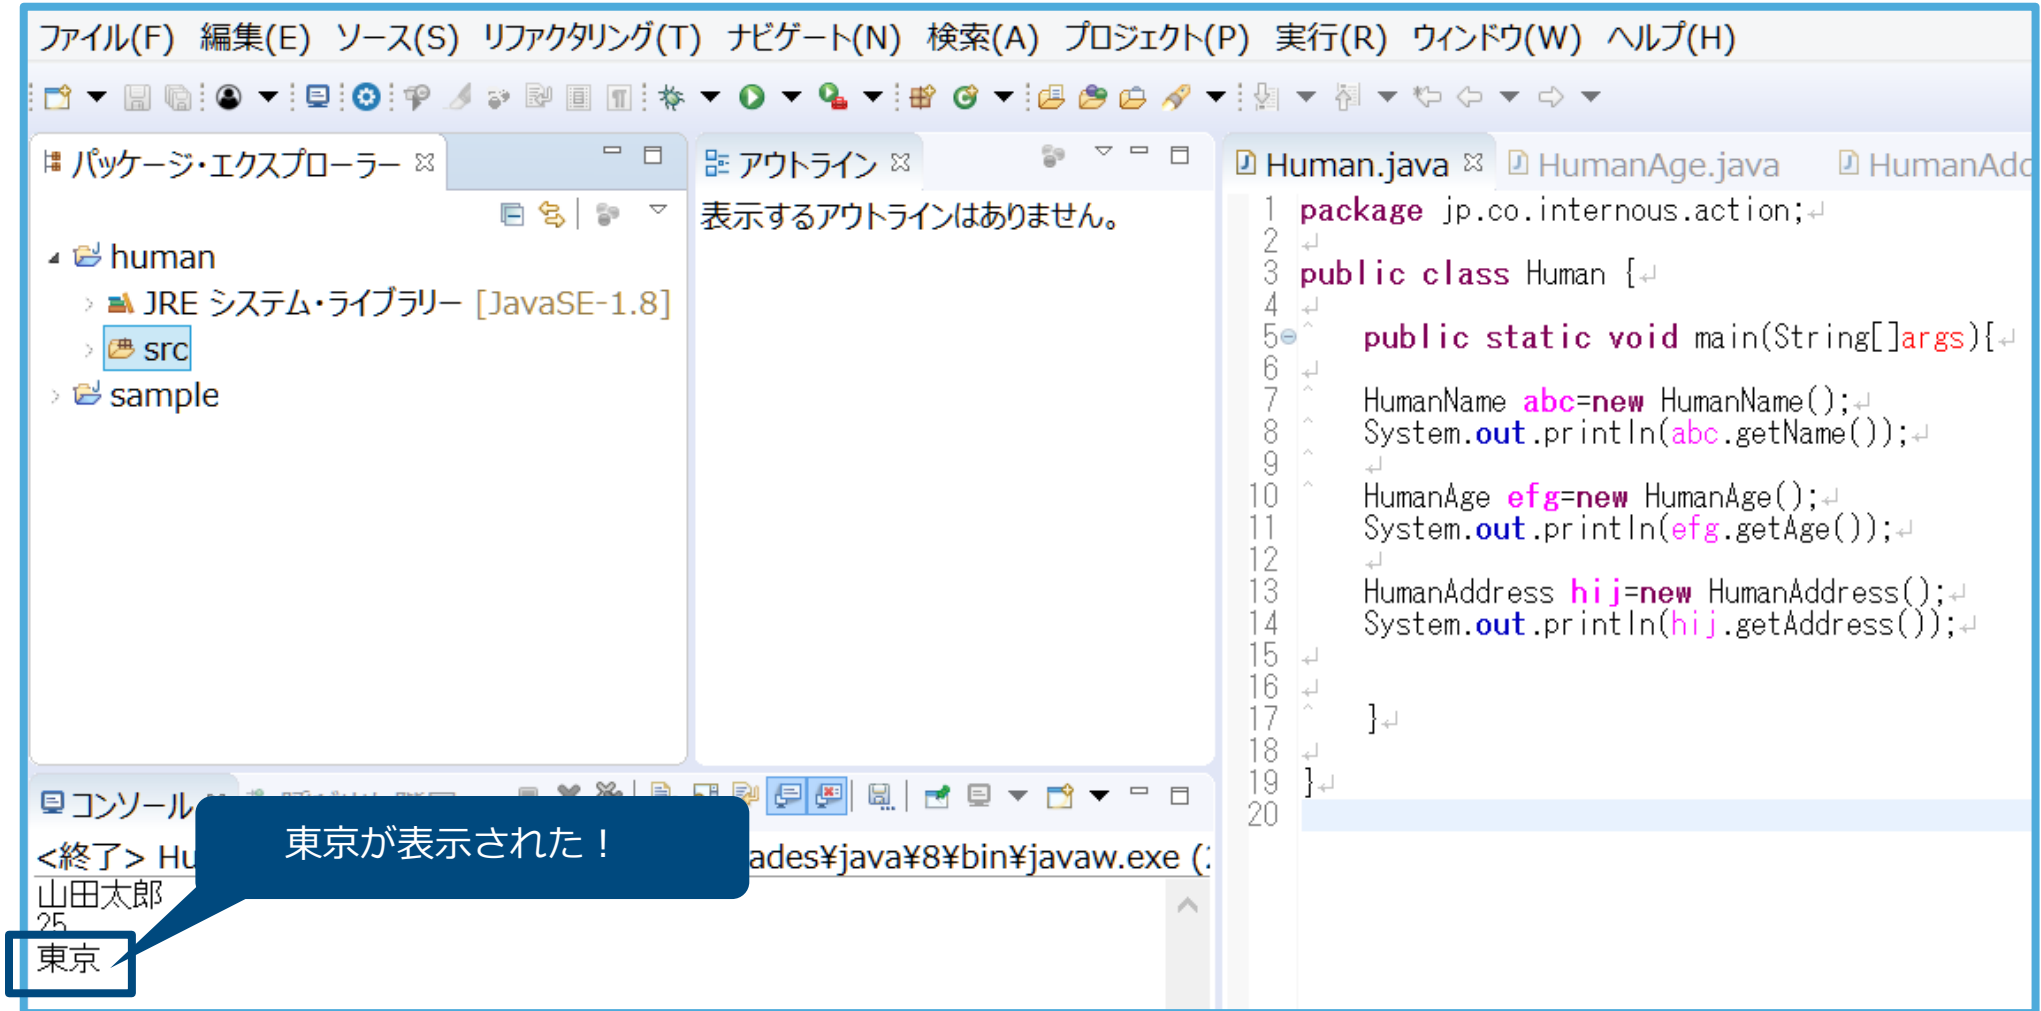 ファイル(F) 編集(E) ソース(S) リファクタリング(T) ナビゲート(N) 検索(A) プロジェクト(P) 実行(R) ウィンドウ(W) ヘルプ(H)
パッケージ・エクスプローラー
human
JRE システム・ライブラリー [JavaSE-1.8]
src
sample
アウトライン
表示するアウトラインはありません。
Human.java HumanAge.java HumanAdd
1 package jp.co.internous.action;
2
3 public class Human {
4
5 public static void main(String[]args){
6
7 HumanName abc=new HumanName();
8 System.out.println(abc.getName());
9
10 HumanAge efg=new HumanAge();
11 System.out.println(efg.getAge());
12
13 HumanAddress hij=new HumanAddress();
14 System.out.println(hij.getAddress());
15
16
17 }
18
19 }
20
コンソール
東京が表示された！
<終了> Hu ades¥java¥8¥bin¥javaw.exe (
山田太郎
25
東京